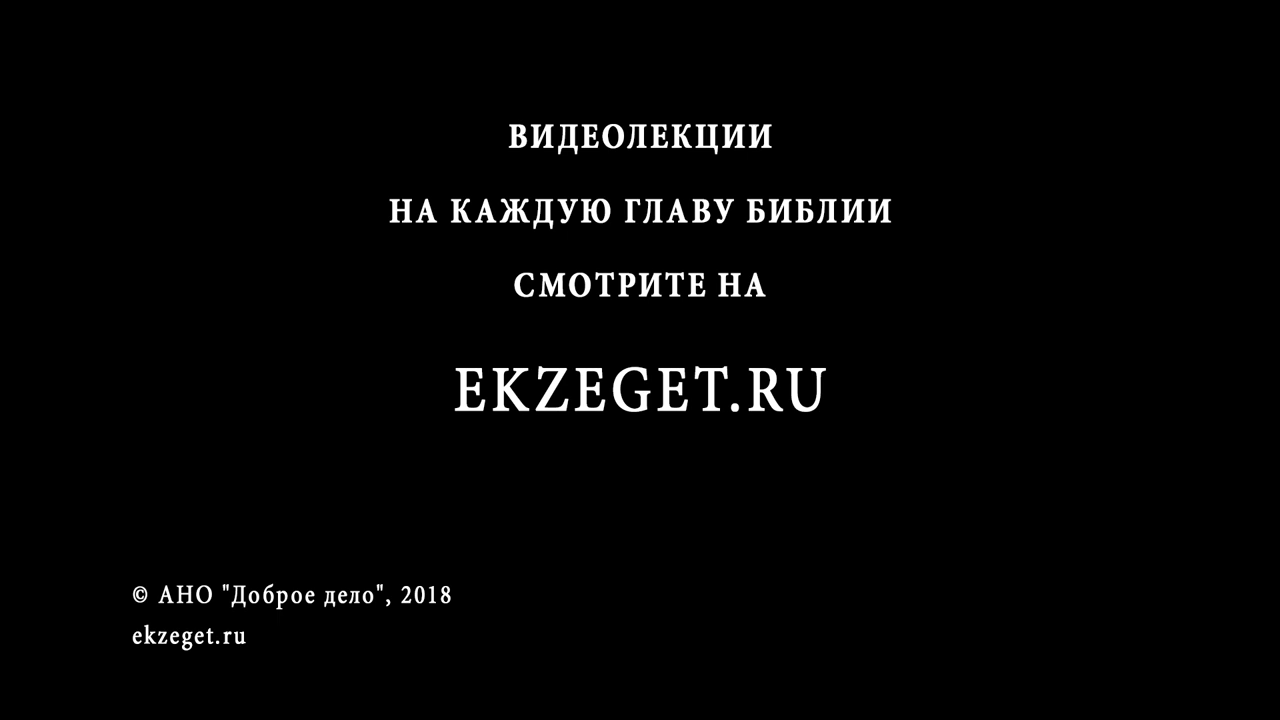 ВИДЕОЛЕКЦИИ
НА КАЖДУЮ ГЛАВУ БИБЛИИ
СМОТРИТЕ НА
EKZEGET.RU
© АНО "Доброе дело", 2018
ekzeget.ru